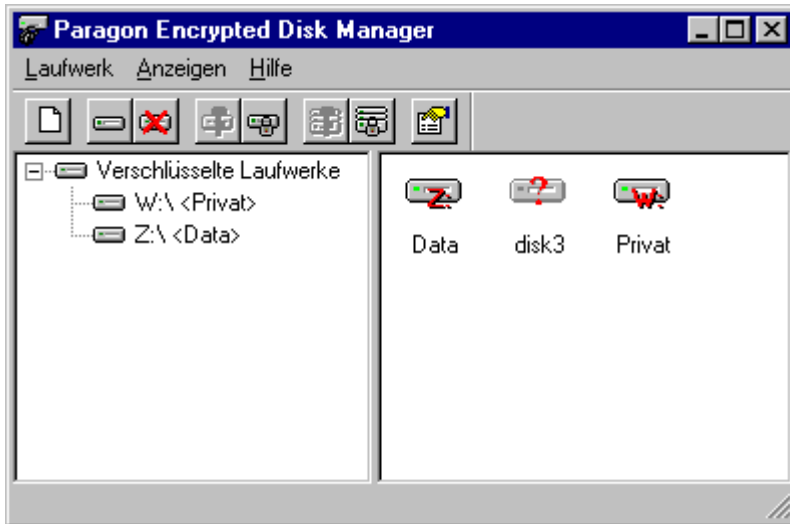 Paragon Encrypted Disk Manager
Laufwerk Anzeigen Hilfe
Verschlüsselte Laufwerke
W:\ <Privat>
Z:\ <Data>
Z: ? W:
Data disk3 Privat